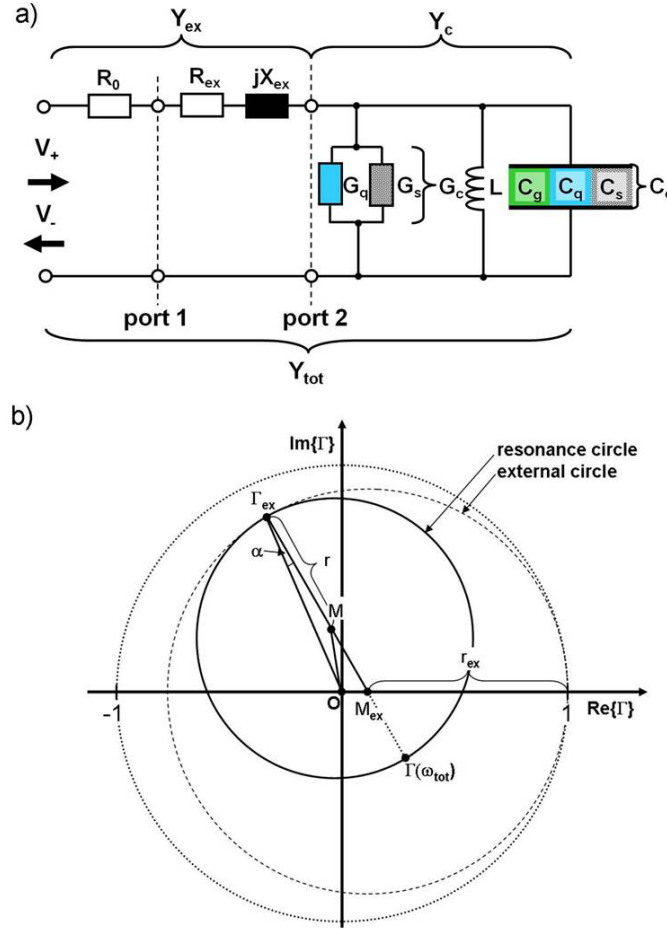 a)
Y_ex
Y_c
R_0
R_ex
jX_ex
V_+
V_-
G_q
G_s
G_c
L
C_g
C_q
C_s
port 1
port 2
Y_tot
b)
Im{Γ}
resonance circle
external circle
Γ_ex
α
r
M
r_ex
-1
O
M_ex
1
Re{Γ}
Γ(ω_tot)